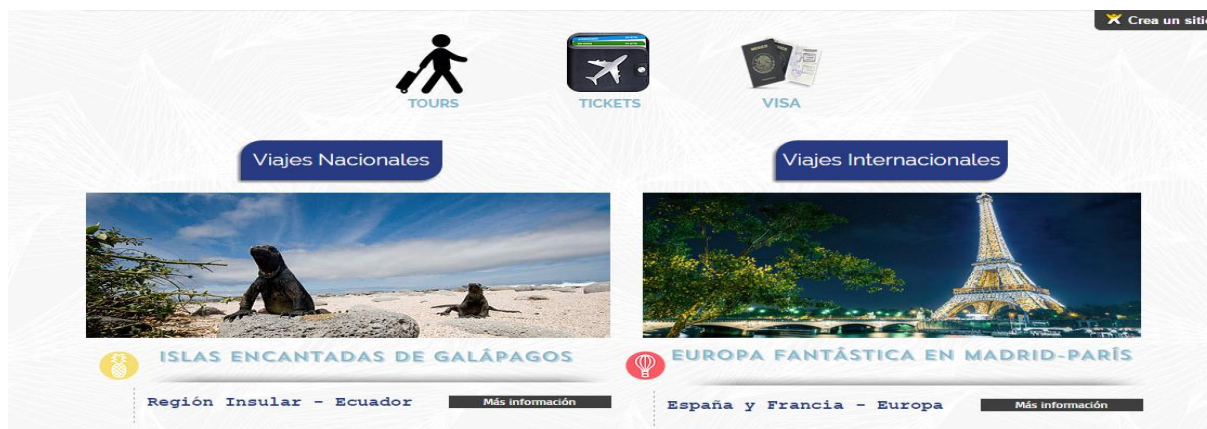 Crea un siti
TOURS
TICKETS
VISA
Viajes Nacionales
Viajes Internacionales
ISLAS ENCANTADAS DE GALÁPAGOS
EUROPA FANTÁSTICA EN MADRID-PARÍS
Región Insular - Ecuador
Más información
España y Francia - Europa
Más información